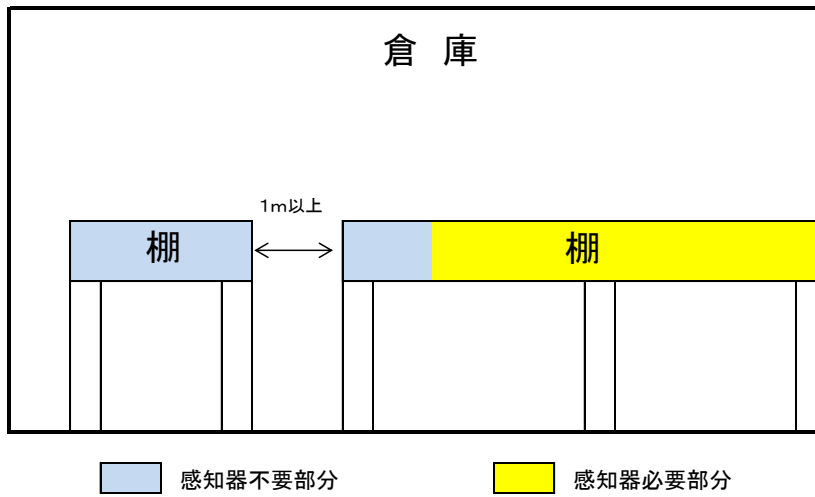 倉 庫
1m以上
棚
棚
感知器不要部分
感知器必要部分